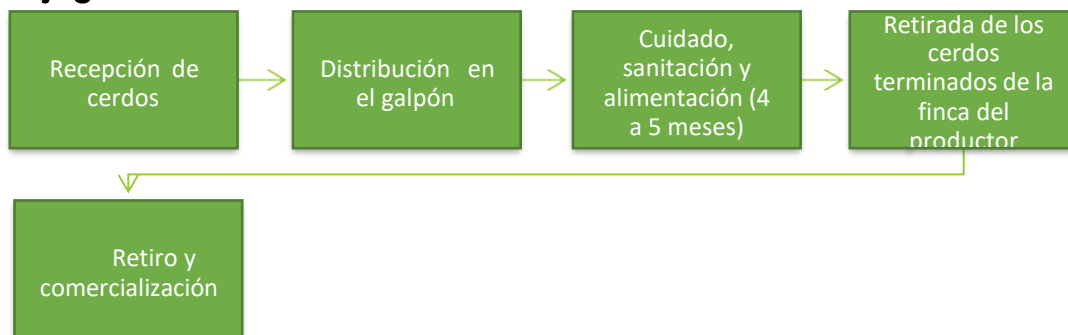 Recepción de
cerdos
Distribución en
el galpón
Cuidado,
sanitación y
alimentación (4
a 5 meses)
Retirada de los
cerdos
terminados de la
finca del
productor
Retiro y
comercialización